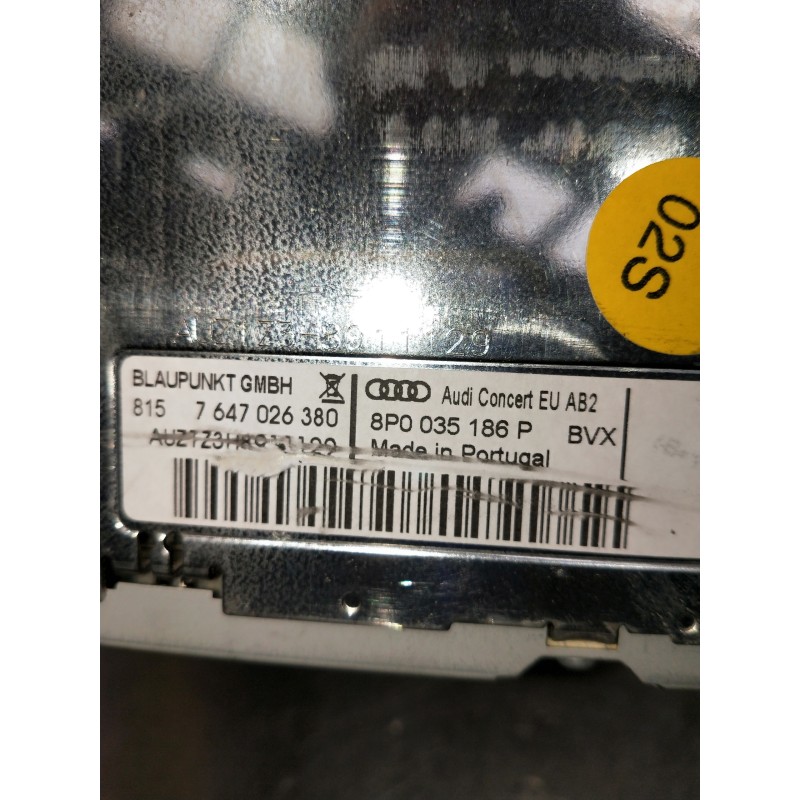 02S
BLAUPUNKT GMBH
815 7 647 026 380
Audi Concert EU AB2
8P0 035 186 P BVX
Made in Portugal